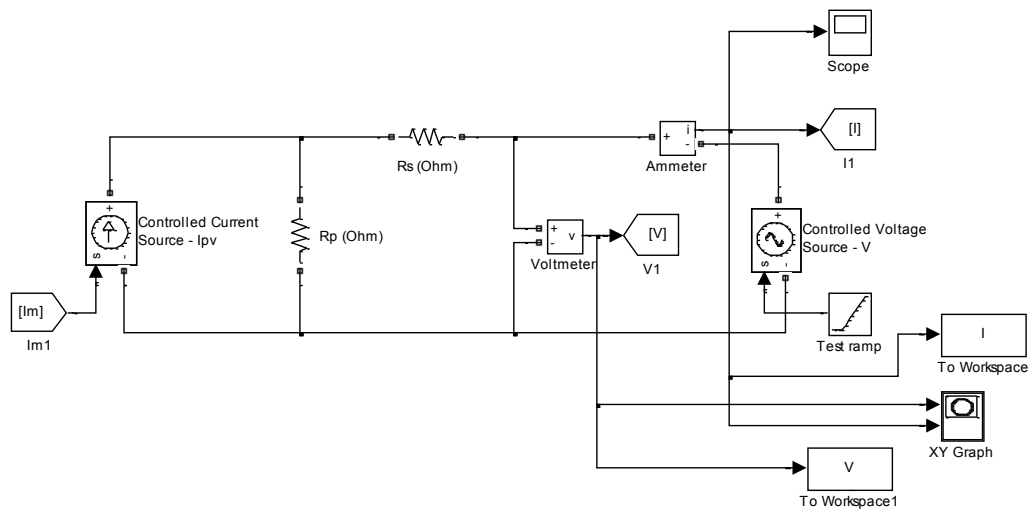 Scope
+
i
-
[I]
Ammeter
I1
Rs (Ohm)
+
Controlled Current
Source - Ipv
s
-
Rp (Ohm)
+
-
v
Voltmeter
[V]
V1
+
Controlled Voltage
Source - V
s
-
[Im]
Im1
Test ramp
I
To Workspace
XY Graph
V
To Workspace1